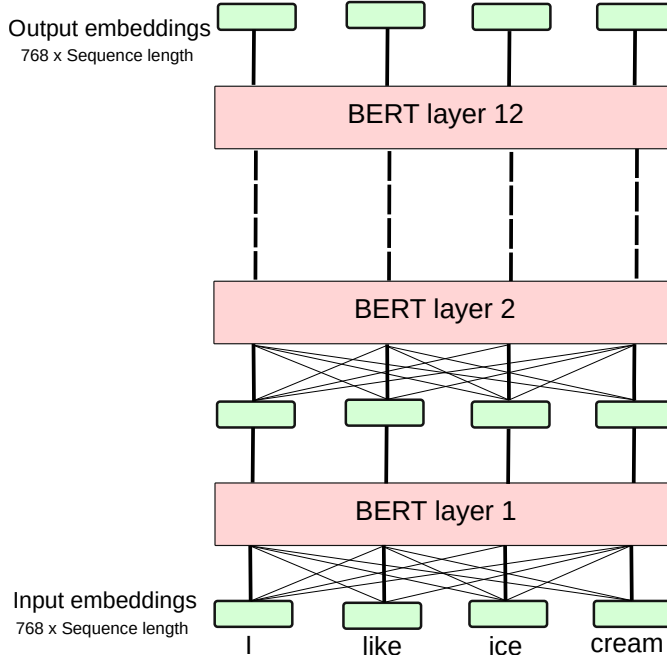 Output embeddings
768 x Sequence length
BERT layer 12
BERT layer 2
BERT layer 1
Input embeddings
768 x Sequence length
I like ice cream